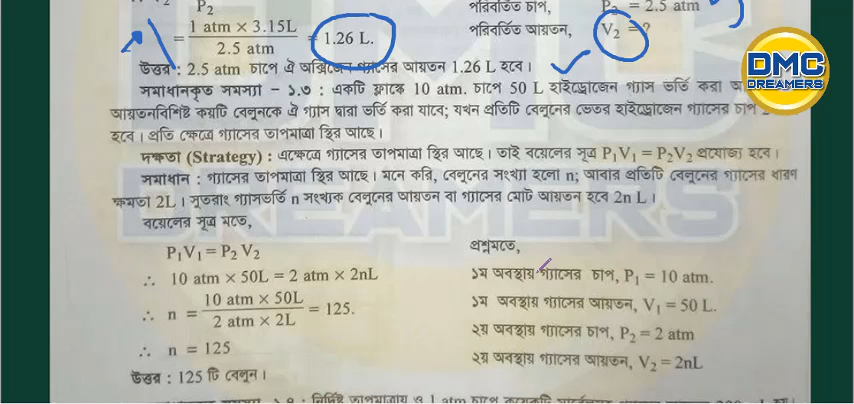 P₂
পরিবর্তিত চাপ, P₂ = 2.5 atm
= 1 atm × 3.15L / 2.5 atm = 1.26 L.
পরিবর্তিত আয়তন, V₂ = ?
উত্তর : 2.5 atm চাপে ঐ অক্সিজেন গ্যাসের আয়তন 1.26 L হবে।
DMC
DREAMERS
সমাধানকৃত সমস্যা – ১.৩ : একটি ফ্লাস্কে 10 atm. চাপে 50 L হাইড্রোজেন গ্যাস ভর্তি করা
আয়তনবিশিষ্ট কয়টি বেলুনকে ঐ গ্যাস দ্বারা ভর্তি করা যাবে; যখন প্রতিটি বেলুনের ভেতর হাইড্রোজেন গ্যাসের চাপ
হবে। প্রতি ক্ষেত্রে গ্যাসের তাপমাত্রা স্থির আছে।
দক্ষতা (Strategy) : এক্ষেত্রে গ্যাসের তাপমাত্রা স্থির আছে। তাই বয়েলের সূত্র P₁V₁ = P₂V₂ প্রযোজ্য হবে।
সমাধান : গ্যাসের তাপমাত্রা স্থির আছে। মনে করি, বেলুনের সংখ্যা হলো n; আবার প্রতিটি বেলুনের গ্যাসের ধারণ
ক্ষমতা 2L। সুতরাং গ্যাসভর্তি n সংখ্যক বেলুনের আয়তন বা গ্যাসের মোট আয়তন হবে 2n L।
বয়েলের সূত্র মতে,
P₁V₁ = P₂ V₂
প্রশ্নমতে,
∴ 10 atm × 50L = 2 atm × 2nL
১ম অবস্থায় গ্যাসের চাপ, P₁ = 10 atm.
∴ n = 10 atm × 50L / 2 atm × 2L = 125.
১ম অবস্থায় গ্যাসের আয়তন, V₁ = 50 L.
২য় অবস্থায় গ্যাসের চাপ, P₂ = 2 atm
∴ n = 125
২য় অবস্থায় গ্যাসের আয়তন, V₂ = 2nL
উত্তর : 125 টি বেলুন।
DREAMERS